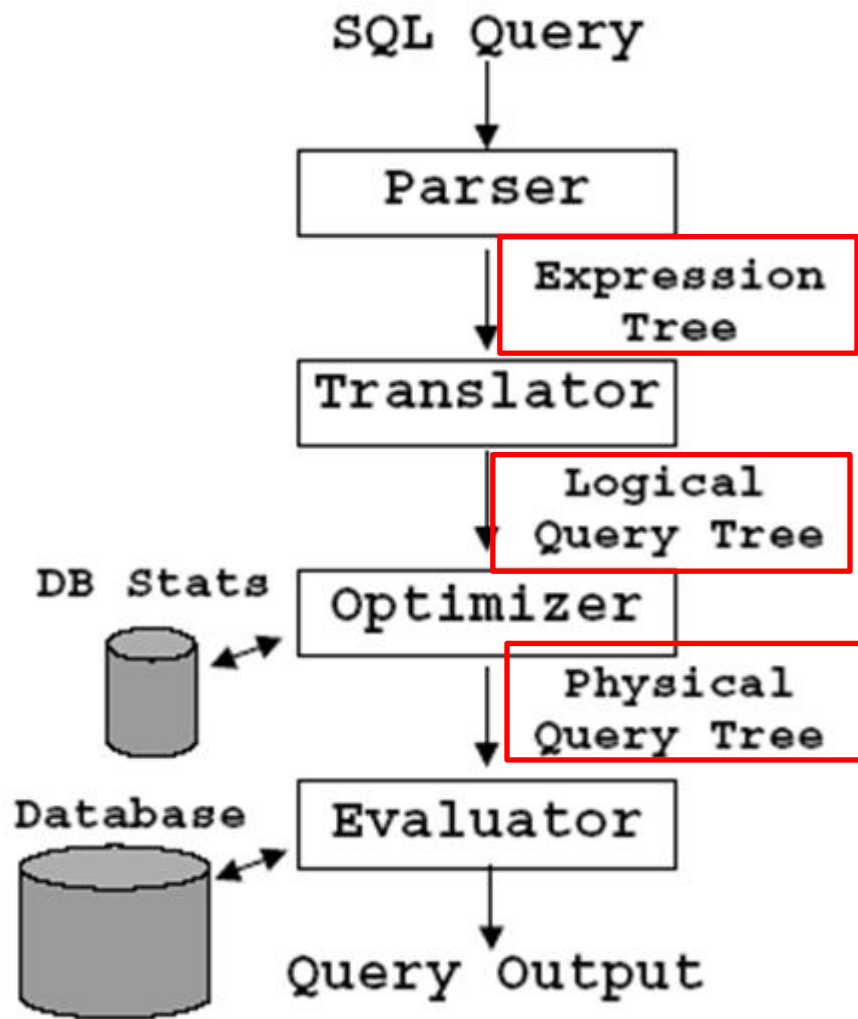 SQL Query
Parser
Expression
Tree
Translator
Logical
Query Tree
DB Stats
Optimizer
Physical
Query Tree
Database
Evaluator
Query Output